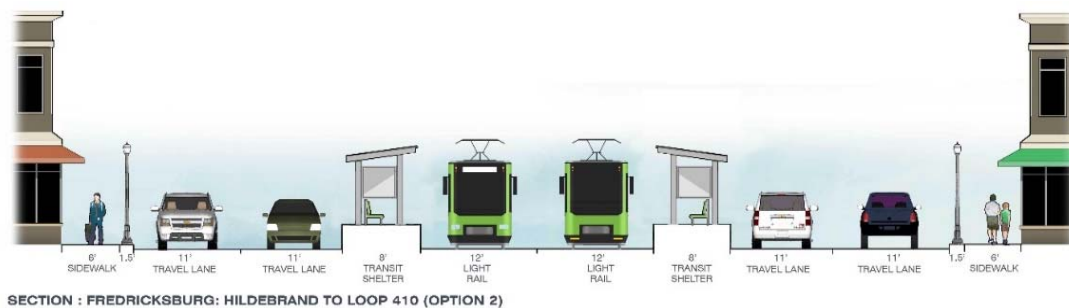 6' 1.5' 11' 11' 8' 12' 12' 8' 11' 11' 1.5' 6'
SIDEWALK TRAVEL LANE TRAVEL LANE TRANSIT SHELTER LIGHT RAIL LIGHT RAIL TRANSIT SHELTER TRAVEL LANE TRAVEL LANE SIDEWALK
SECTION : FREDRICKSBURG: HILDEBRAND TO LOOP 410 (OPTION 2)